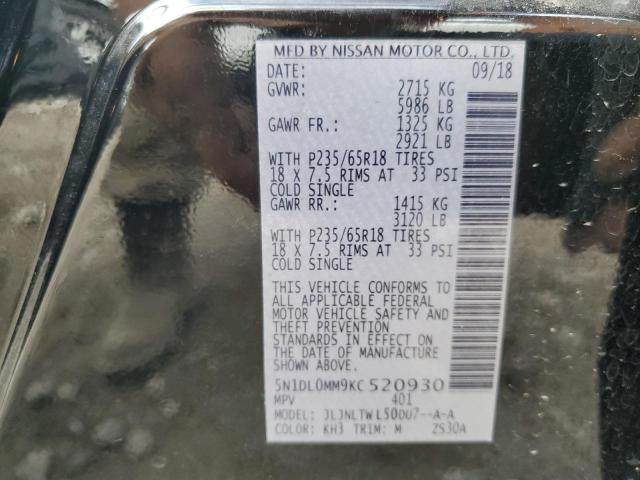 MFD BY NISSAN MOTOR CO., LTD.
DATE: 09/18
GVWR: 2715 KG
5986 LB
GAWR FR.: 1325 KG
2921 LB
WITH P235/65R18 TIRES
18 X 7.5 RIMS AT 33 PSI
COLD SINGLE
GAWR RR.: 1415 KG
3120 LB
WITH P235/65R18 TIRES
18 X 7.5 RIMS AT 33 PSI
COLD SINGLE
THIS VEHICLE CONFORMS TO
ALL APPLICABLE FEDERAL
MOTOR VEHICLE SAFETY AND
THEFT PREVENTION
STANDARDS IN EFFECT ON THE
DATE OF MANUFACTURE
SHOWN ABOVE.
5N1DL0MM9KC520930
MPV 401
MODEL: JLJNLTWL50UU7--A-A
COLOR: KH3 TRIM: M 2S30A